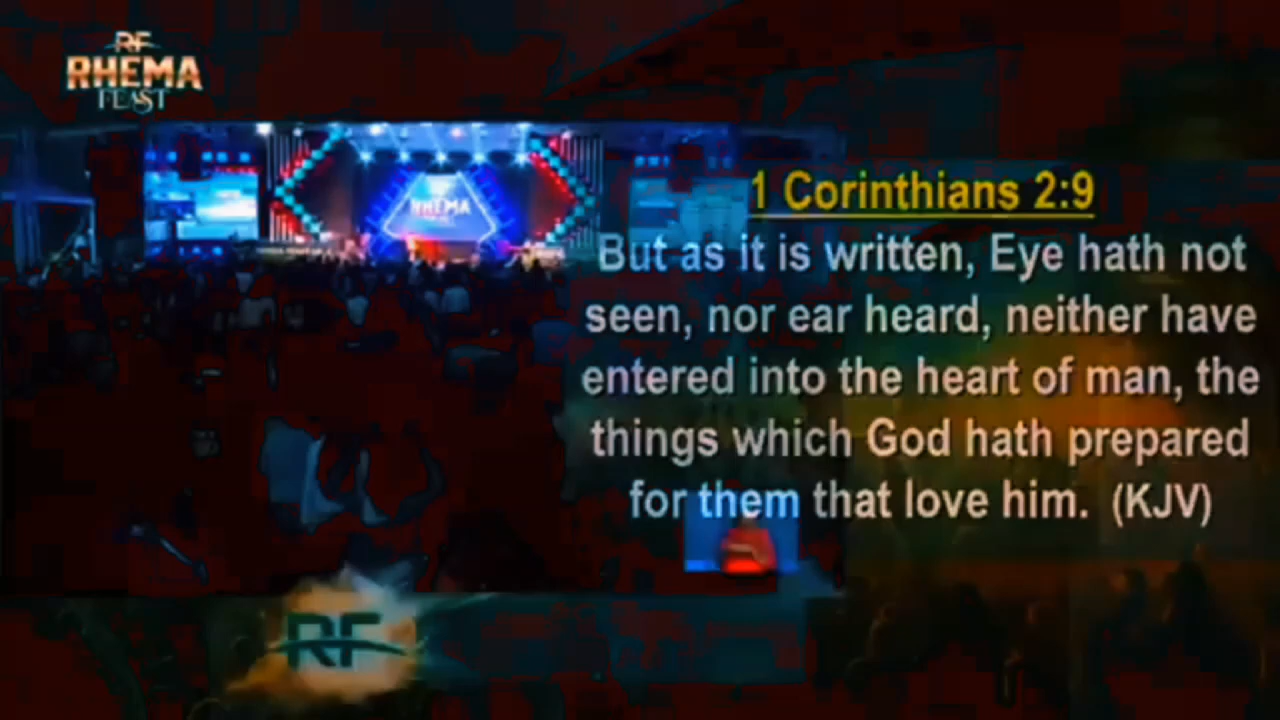 RF
RHEMA
FEAST
RHEMA
1 Corinthians 2:9
But as it is written, Eye hath not
seen, nor ear heard, neither have
entered into the heart of man, the
things which God hath prepared
for them that love him. (KJV)
RF